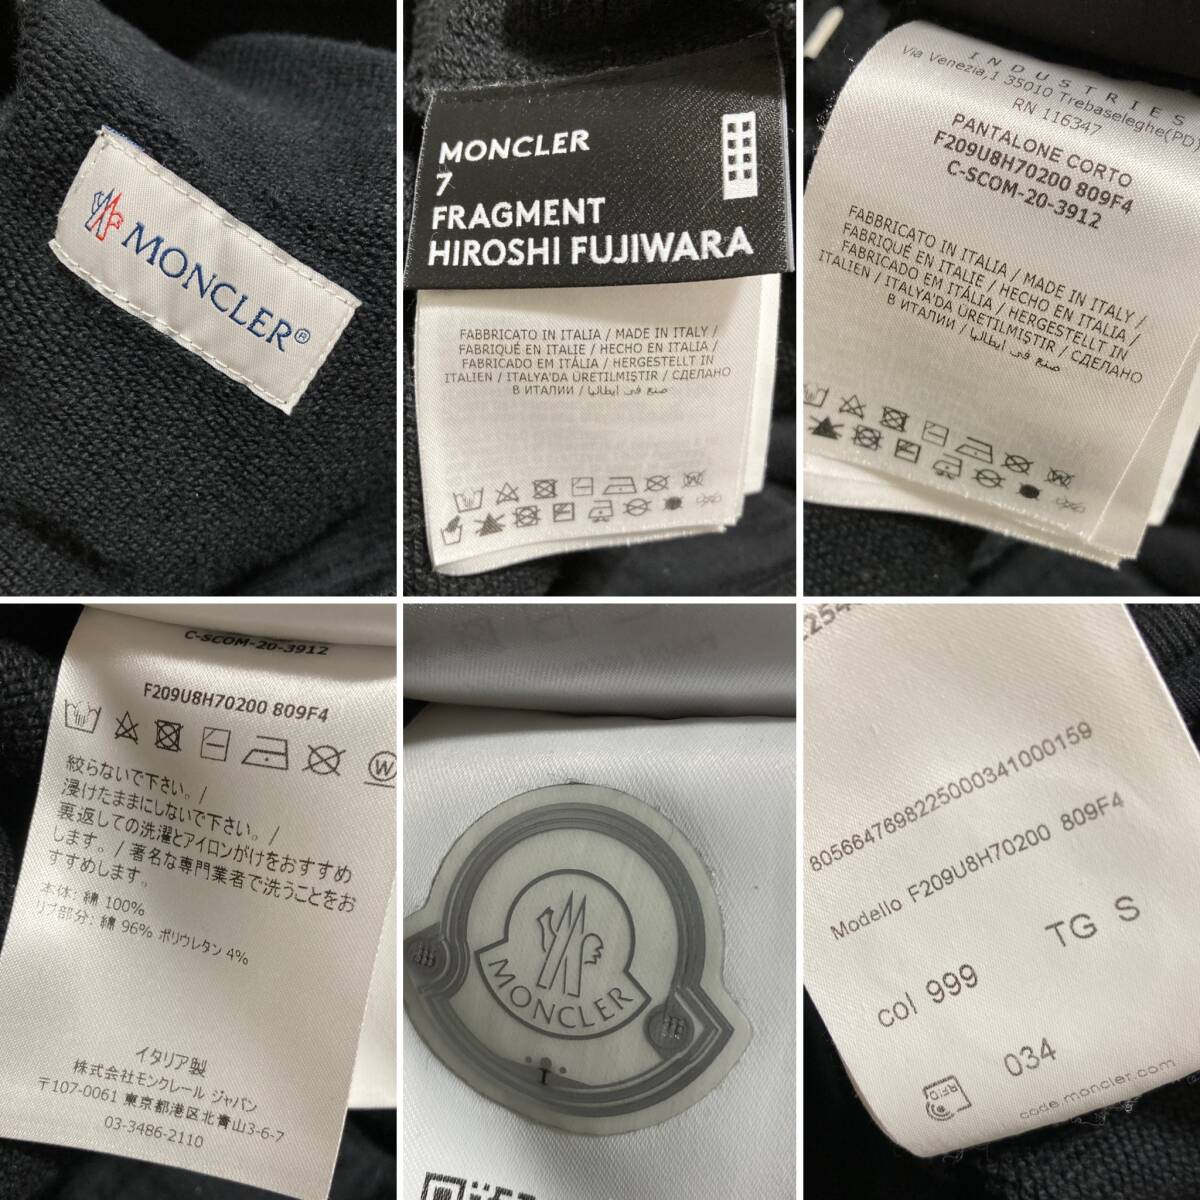 MONCLER®
MONCLER
7
FRAGMENT
HIROSHI FUJIWARA
FABBRICATO IN ITALIA / MADE IN ITALY /
FABRIQUÉ EN ITALIE / HECHO EN ITALIA /
FABRICADO EM ITÁLIA / HERGESTELLT IN
ITALIEN / ITALYA'DA ÜRETILMIŞTIR / СДЕЛАНО
В ИТАЛИИ / صنع في ايطاليا
INDUSTRIES
Via Venezia,1 35010 Trebaseleghe(PD)
RN 116347
PANTALONE CORTO
F209U8H70200 809F4
C-SCOM-20-3912
FABBRICATO IN ITALIA / MADE IN ITALY /
FABRIQUÉ EN ITALIE / HECHO EN ITALIA /
FABRICADO EM ITÁLIA / HERGESTELLT IN
ITALIEN / ITALYA'DA ÜRETILMIŞTIR / СДЕЛАНО
В ИТАЛИИ / صنع في ايطاليا
C-SCOM-20-3912
F209U8H70200 809F4
W
絞らないで下さい。/
浸けたままにしないで下さい。/
裏返しての洗濯とアイロンがけをおすすめ
します。/ 著名な専門業者で洗うことをお
すすめします。
本体: 綿 100%
リブ部分: 綿 96% ポリウレタン 4%
イタリア製
株式会社モンクレール ジャパン
〒107-0061 東京都港区北青山3-6-7
03-3486-2110
MONCLER
1
8056647698225000341000159
Modello F209U8H70200 809F4
TG S
col 999
034
RFID
code.moncler.com